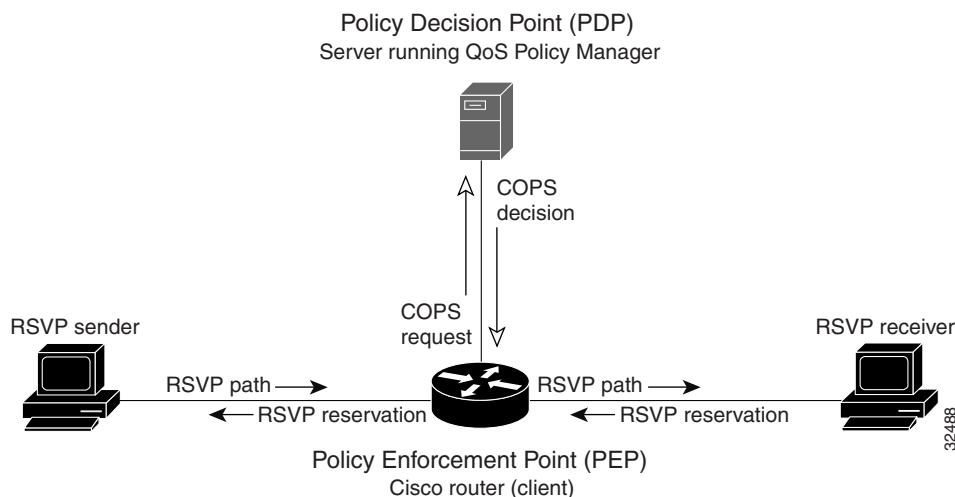 Policy Decision Point (PDP)
Server running QoS Policy Manager
COPS
decision
COPS
request
RSVP sender
RSVP receiver
RSVP path
RSVP path
RSVP reservation
RSVP reservation
32488
Policy Enforcement Point (PEP)
Cisco router (client)